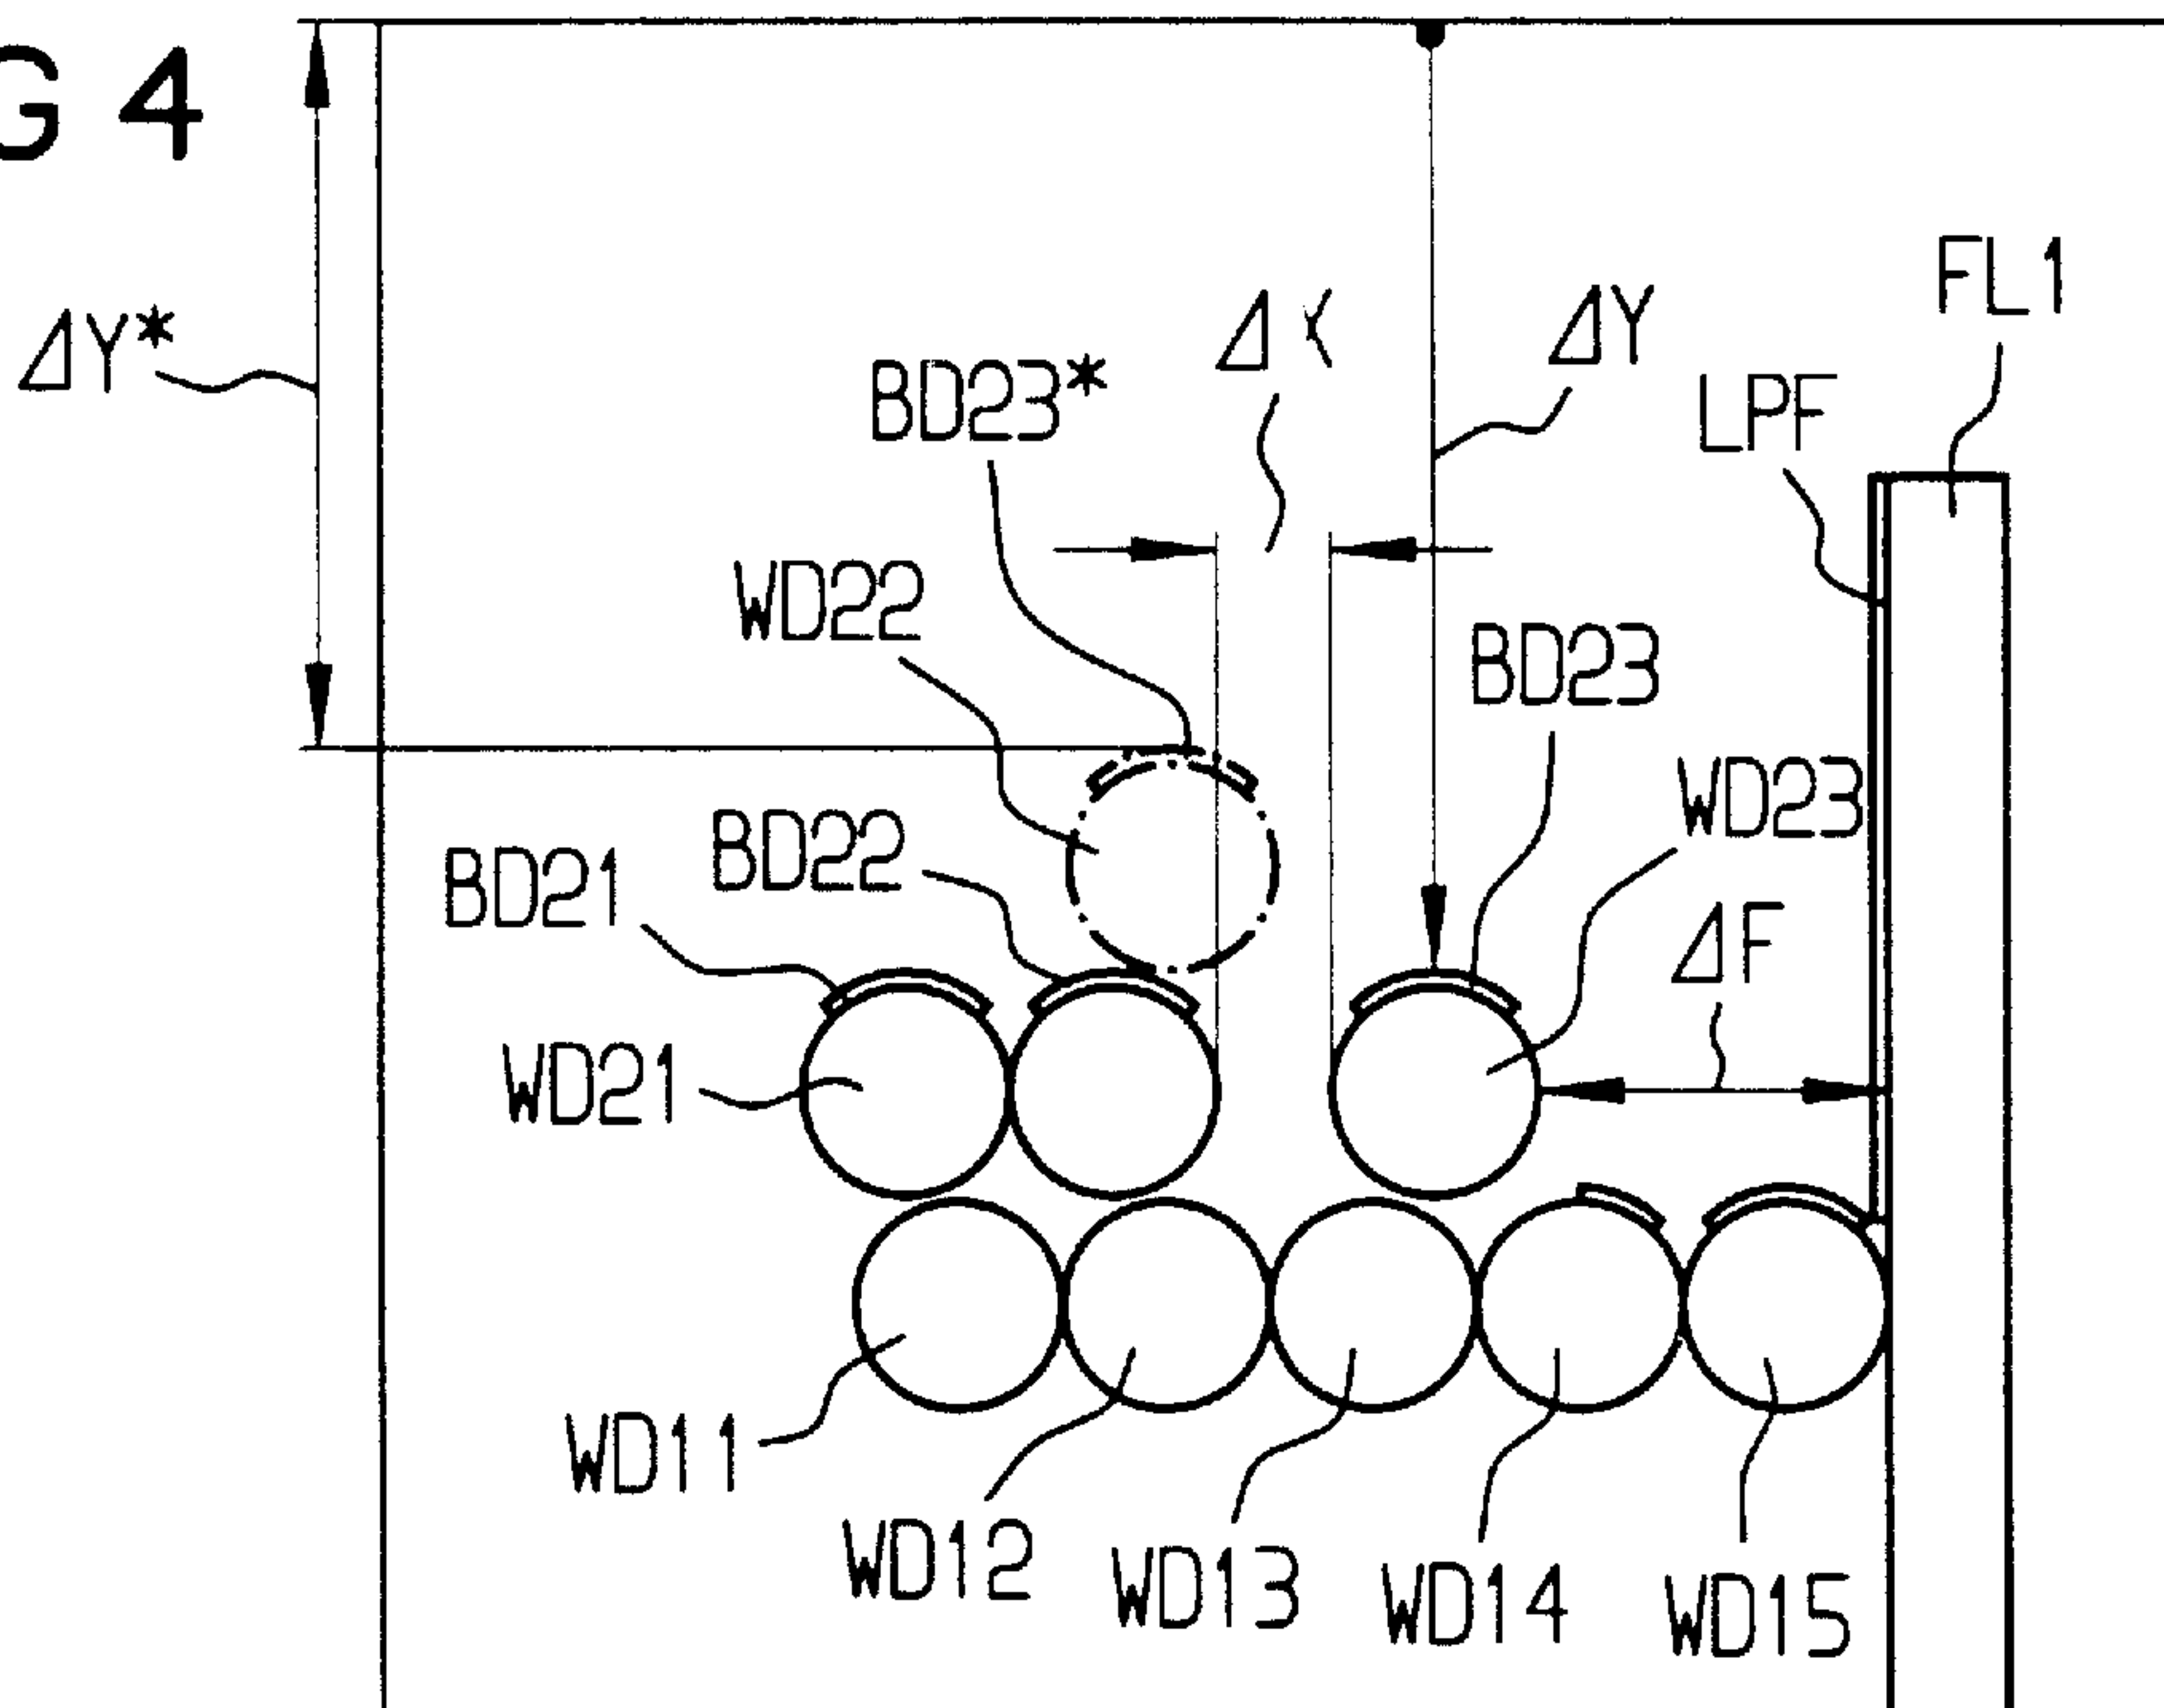 G 4
FL1
ΔY
ΔY*
BD23*
LPF
WD22
BD23
WD23
BD22
BD21
ΔF
WD21
WD11
WD12
WD13
WD14
WD15